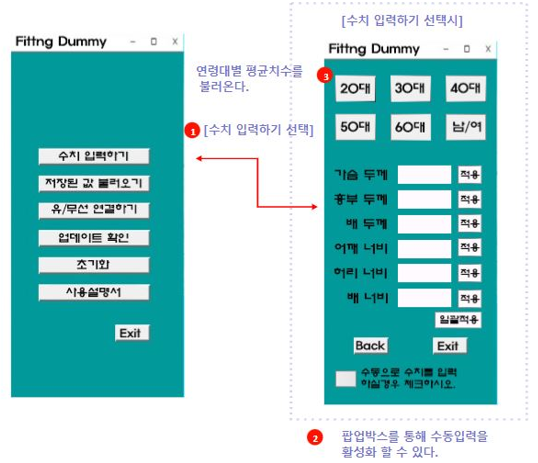 [수치 입력하기 선택시]
Fittng Dummy
수치 입력하기
저장된 값 불러오기
유/무선 연결하기
업데이트 확인
초기화
사용설명서
Exit
연령대별 평균치수를
불러온다.
1 [수치 입력하기 선택]
Fittng Dummy
3
20대 30대 40대
50대 60대 남/여
가슴 두께 적용
흉부 두께 적용
배 두께 적용
어깨 너비 적용
허리 너비 적용
배 너비 적용
일괄적용
Back Exit
수동으로 수치를 입력
하실경우 체크하시오.
2 팝업박스를 통해 수동입력을
활성화 할 수 있다.